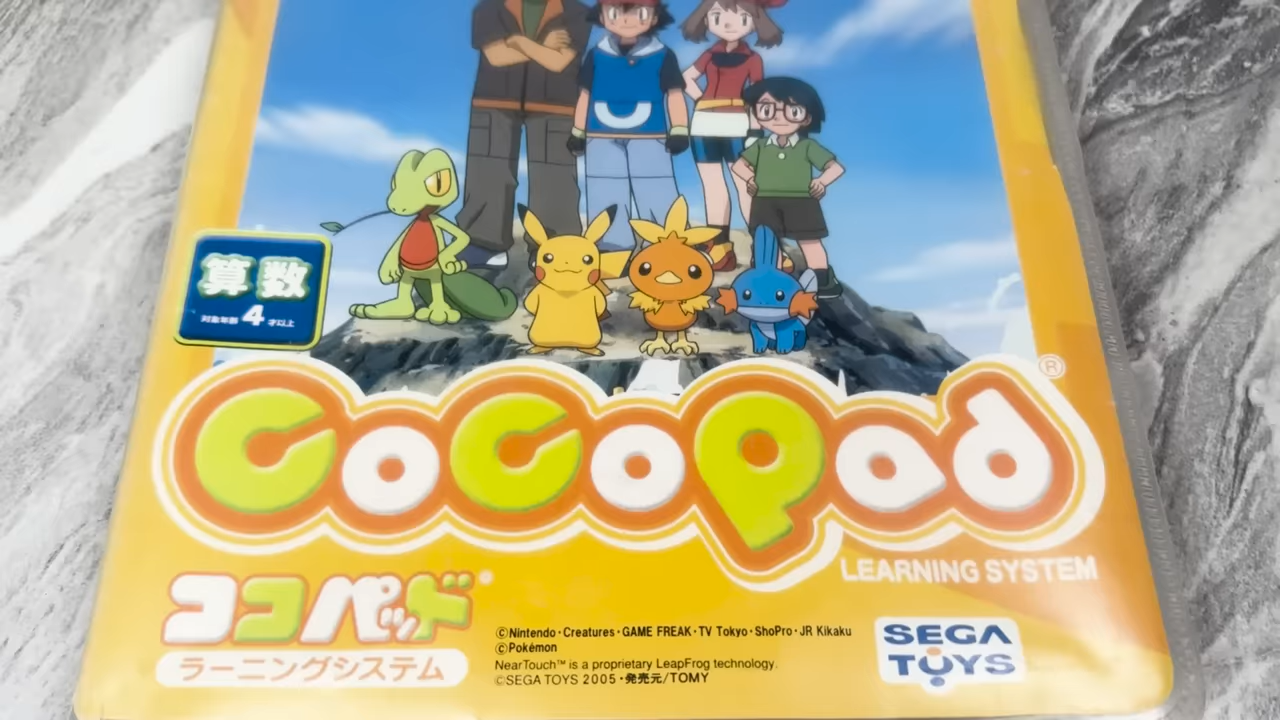 算数
対象年齢4才以上
CoCoPad®
LEARNING SYSTEM
ココパッド
ラーニングシステム
©Nintendo・Creatures・GAME FREAK・TV Tokyo・ShoPro・JR Kikaku
©Pokémon
NearTouch™ is a proprietary LeapFrog technology.
©SEGA TOYS 2005・発売元/TOMY
SEGA
TOYS